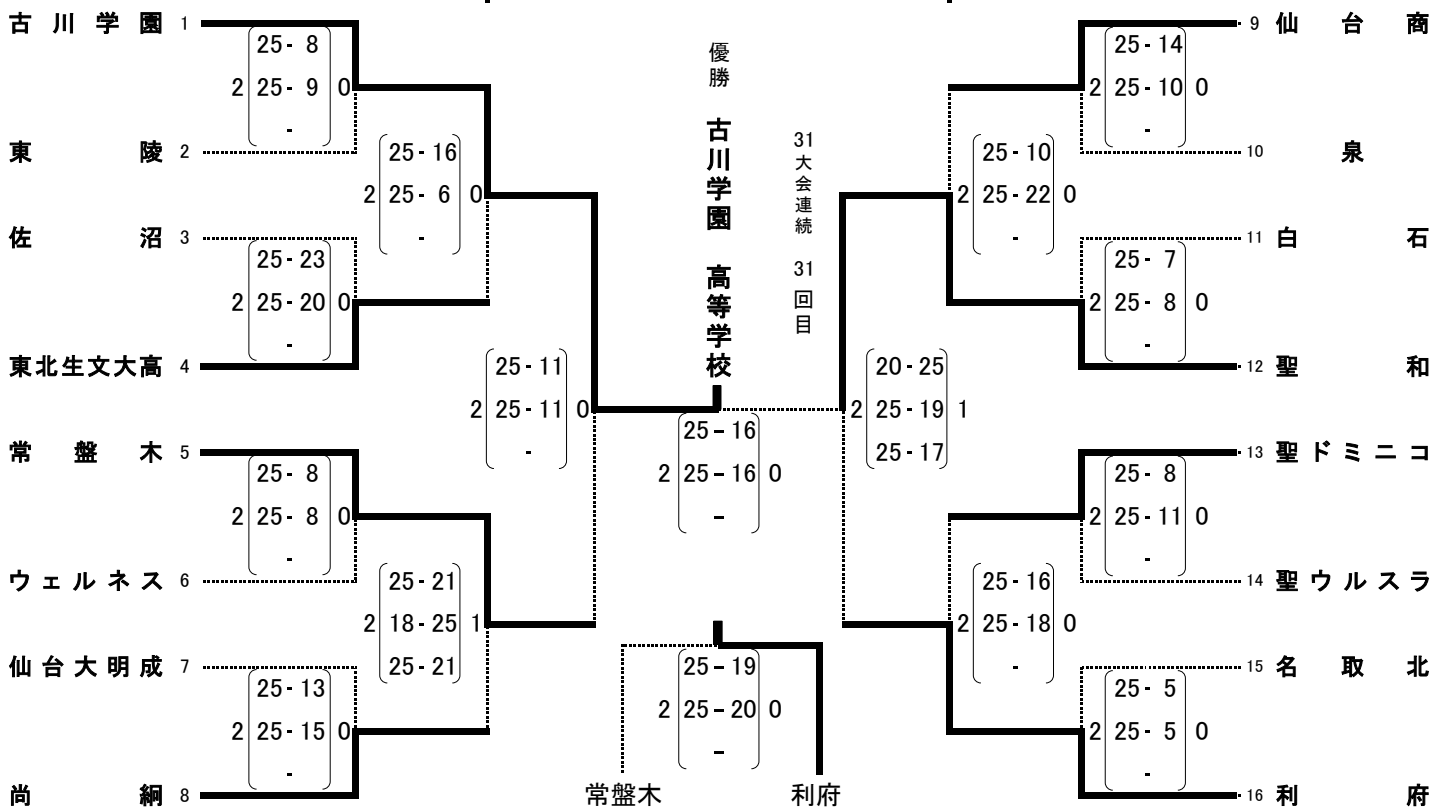 古川学園 1
25- 8
2 25- 9 0
-
東陵 2
25- 16
2 25- 6 0
-
佐沼 3
25- 23
2 25- 20 0
-
東北生文大高 4
25- 11
2 25- 11 0
-
常盤木 5
25- 8
2 25- 8 0
-
ウェルネス 6
25- 21
2 18- 25 1
25- 21
仙台大明成 7
25- 13
2 25- 15 0
-
尚絅 8
優勝 古川学園 高等学校
31大会連続 31回目
25 - 16
2 25 - 16 0
-
25 - 19
2 25 - 20 0
-
常盤木 利府
9 仙台商
25- 14
2 25- 10 0
-
10 泉
25- 10
2 25- 22 0
-
11 白石
25- 7
2 25- 8 0
-
12 聖和
20- 25
2 25- 19 1
25- 17
13 聖ドミニコ
25- 8
2 25- 11 0
-
14 聖ウルスラ
25- 16
2 25- 18 0
-
15 名取北
25- 5
2 25- 5 0
-
16 利府